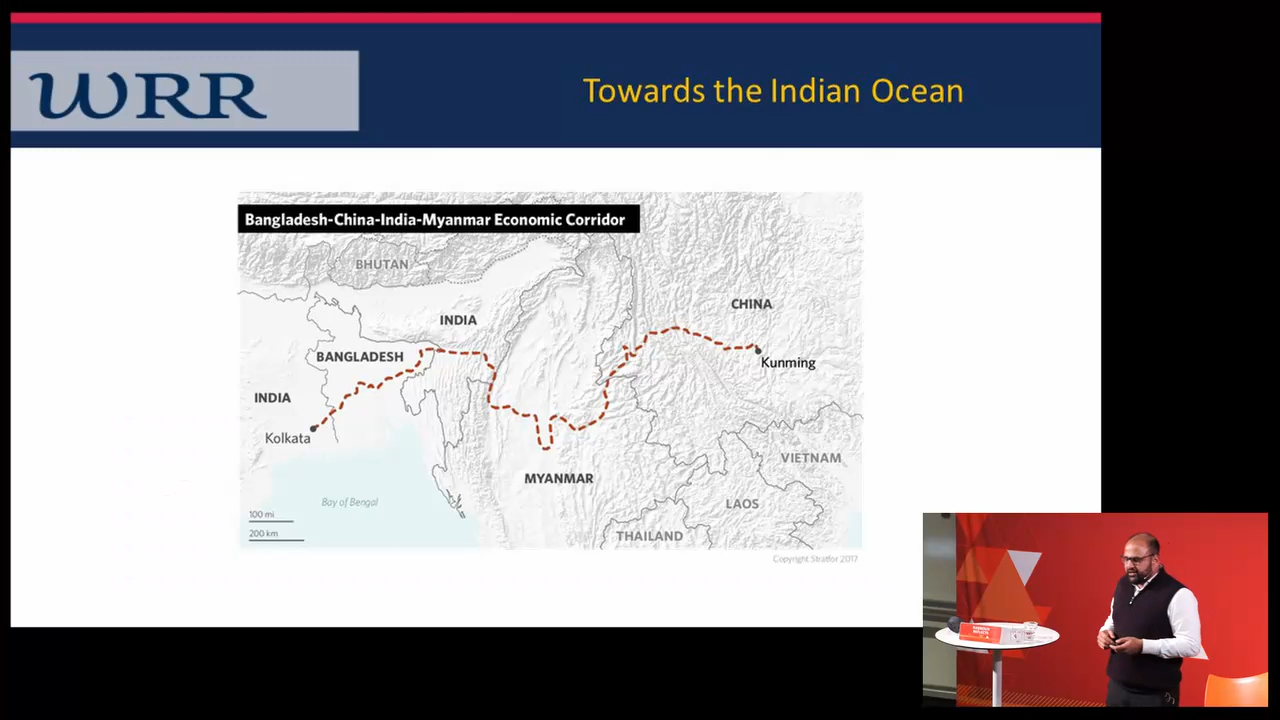 WRR
Towards the Indian Ocean
Bangladesh-China-India-Myanmar Economic Corridor
BHUTAN
CHINA
INDIA
BANGLADESH
Kunming
INDIA
Kolkata
VIETNAM
MYANMAR
Bay of Bengal
LAOS
100 mi
200 km
THAILAND
Copyright Stratfor 2017